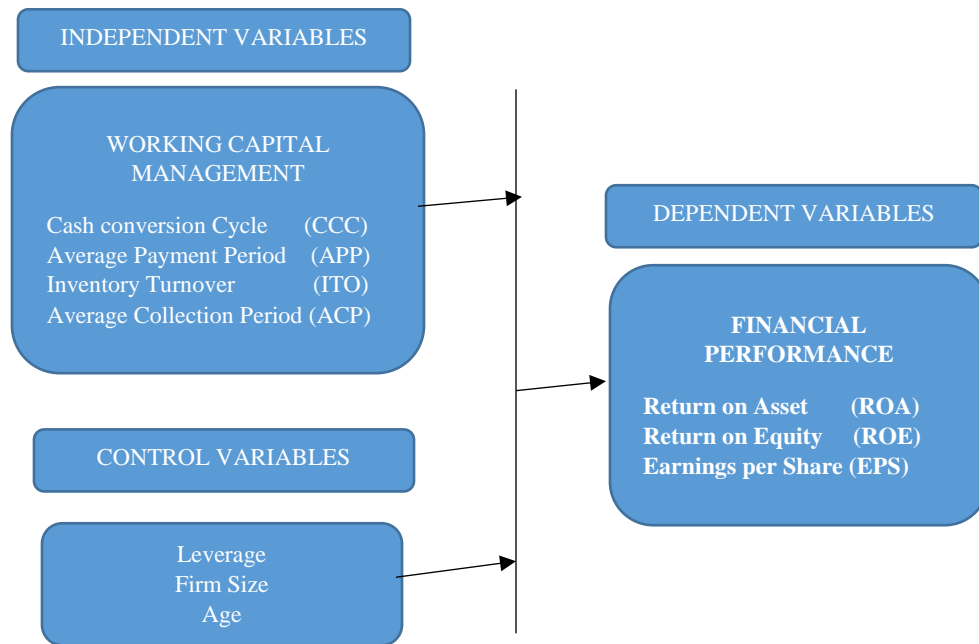 INDEPENDENT VARIABLES
WORKING CAPITAL
MANAGEMENT
Cash conversion Cycle (CCC)
Average Payment Period (APP)
Inventory Turnover (ITO)
Average Collection Period (ACP)
CONTROL VARIABLES
Leverage
Firm Size
Age
DEPENDENT VARIABLES
FINANCIAL
PERFORMANCE
Return on Asset (ROA)
Return on Equity (ROE)
Earnings per Share (EPS)